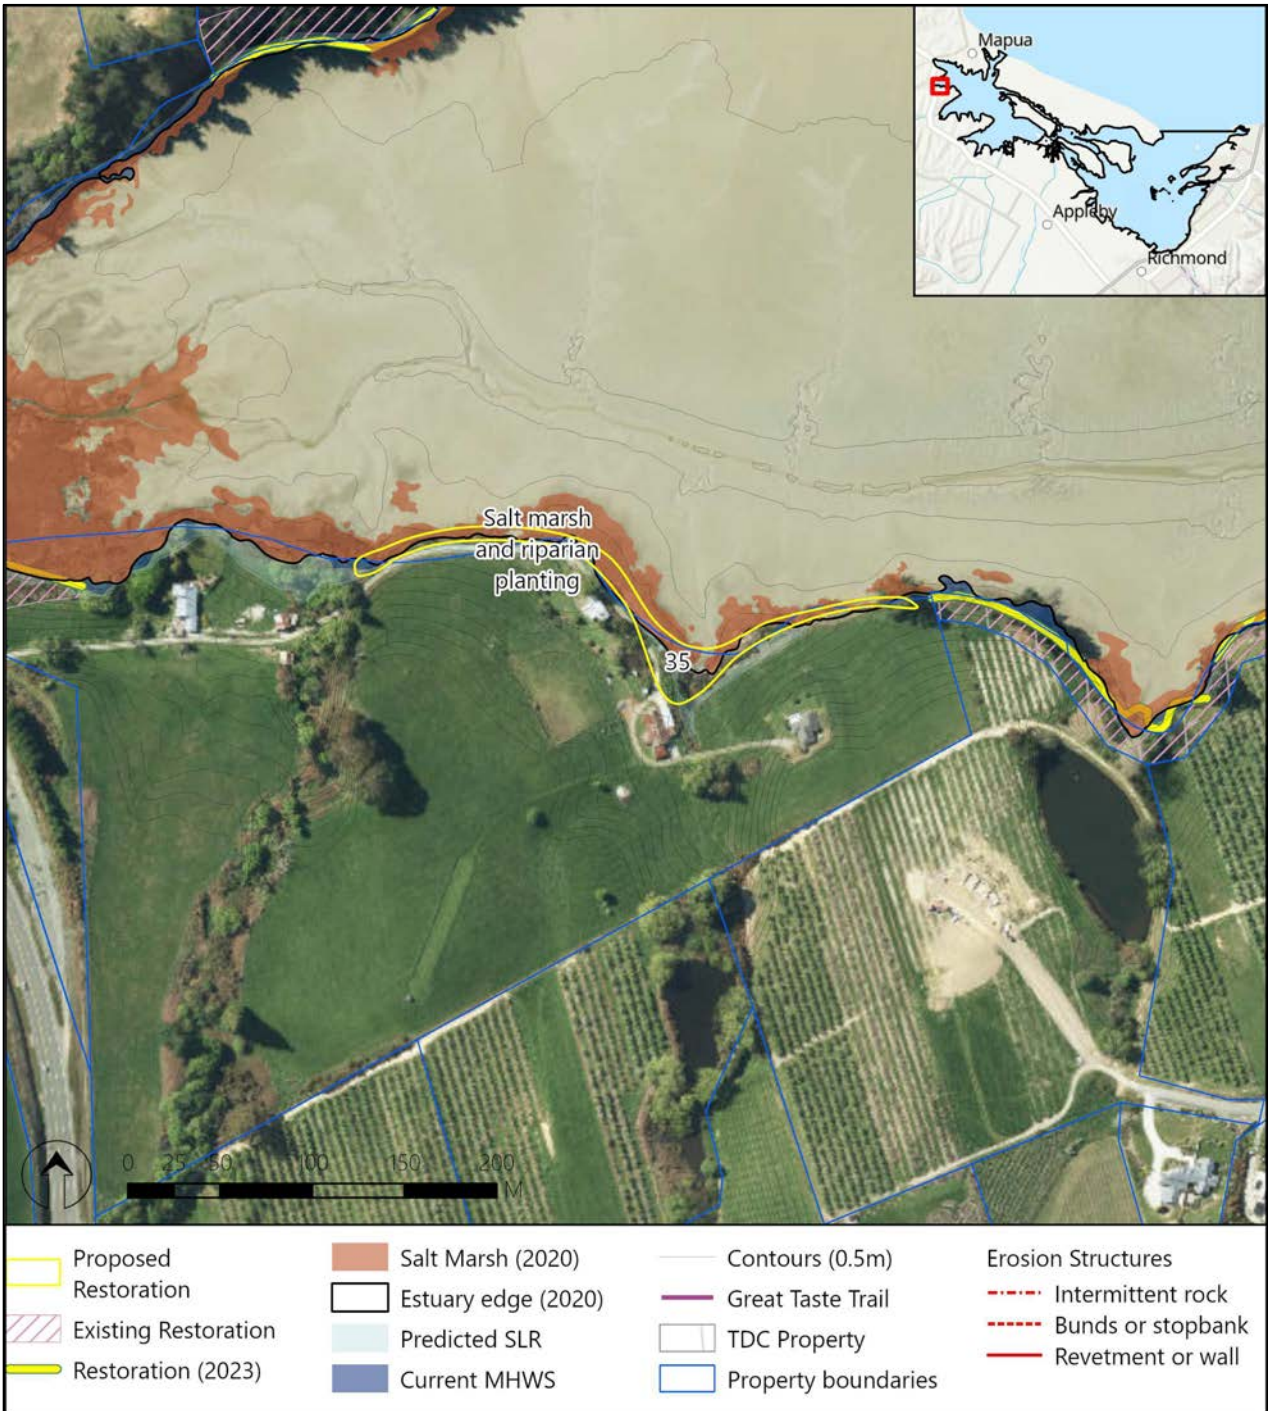 Mapua
Appleby
Richmond
Salt marsh
and riparian
planting
35
0 25 50 100 150 200
M
Proposed
Restoration
Existing Restoration
Restoration (2023)
Salt Marsh (2020)
Estuary edge (2020)
Predicted SLR
Current MHWS
Contours (0.5m)
Great Taste Trail
TDC Property
Property boundaries
Erosion Structures
Intermittent rock
Bunds or stopbank
Revetment or wall